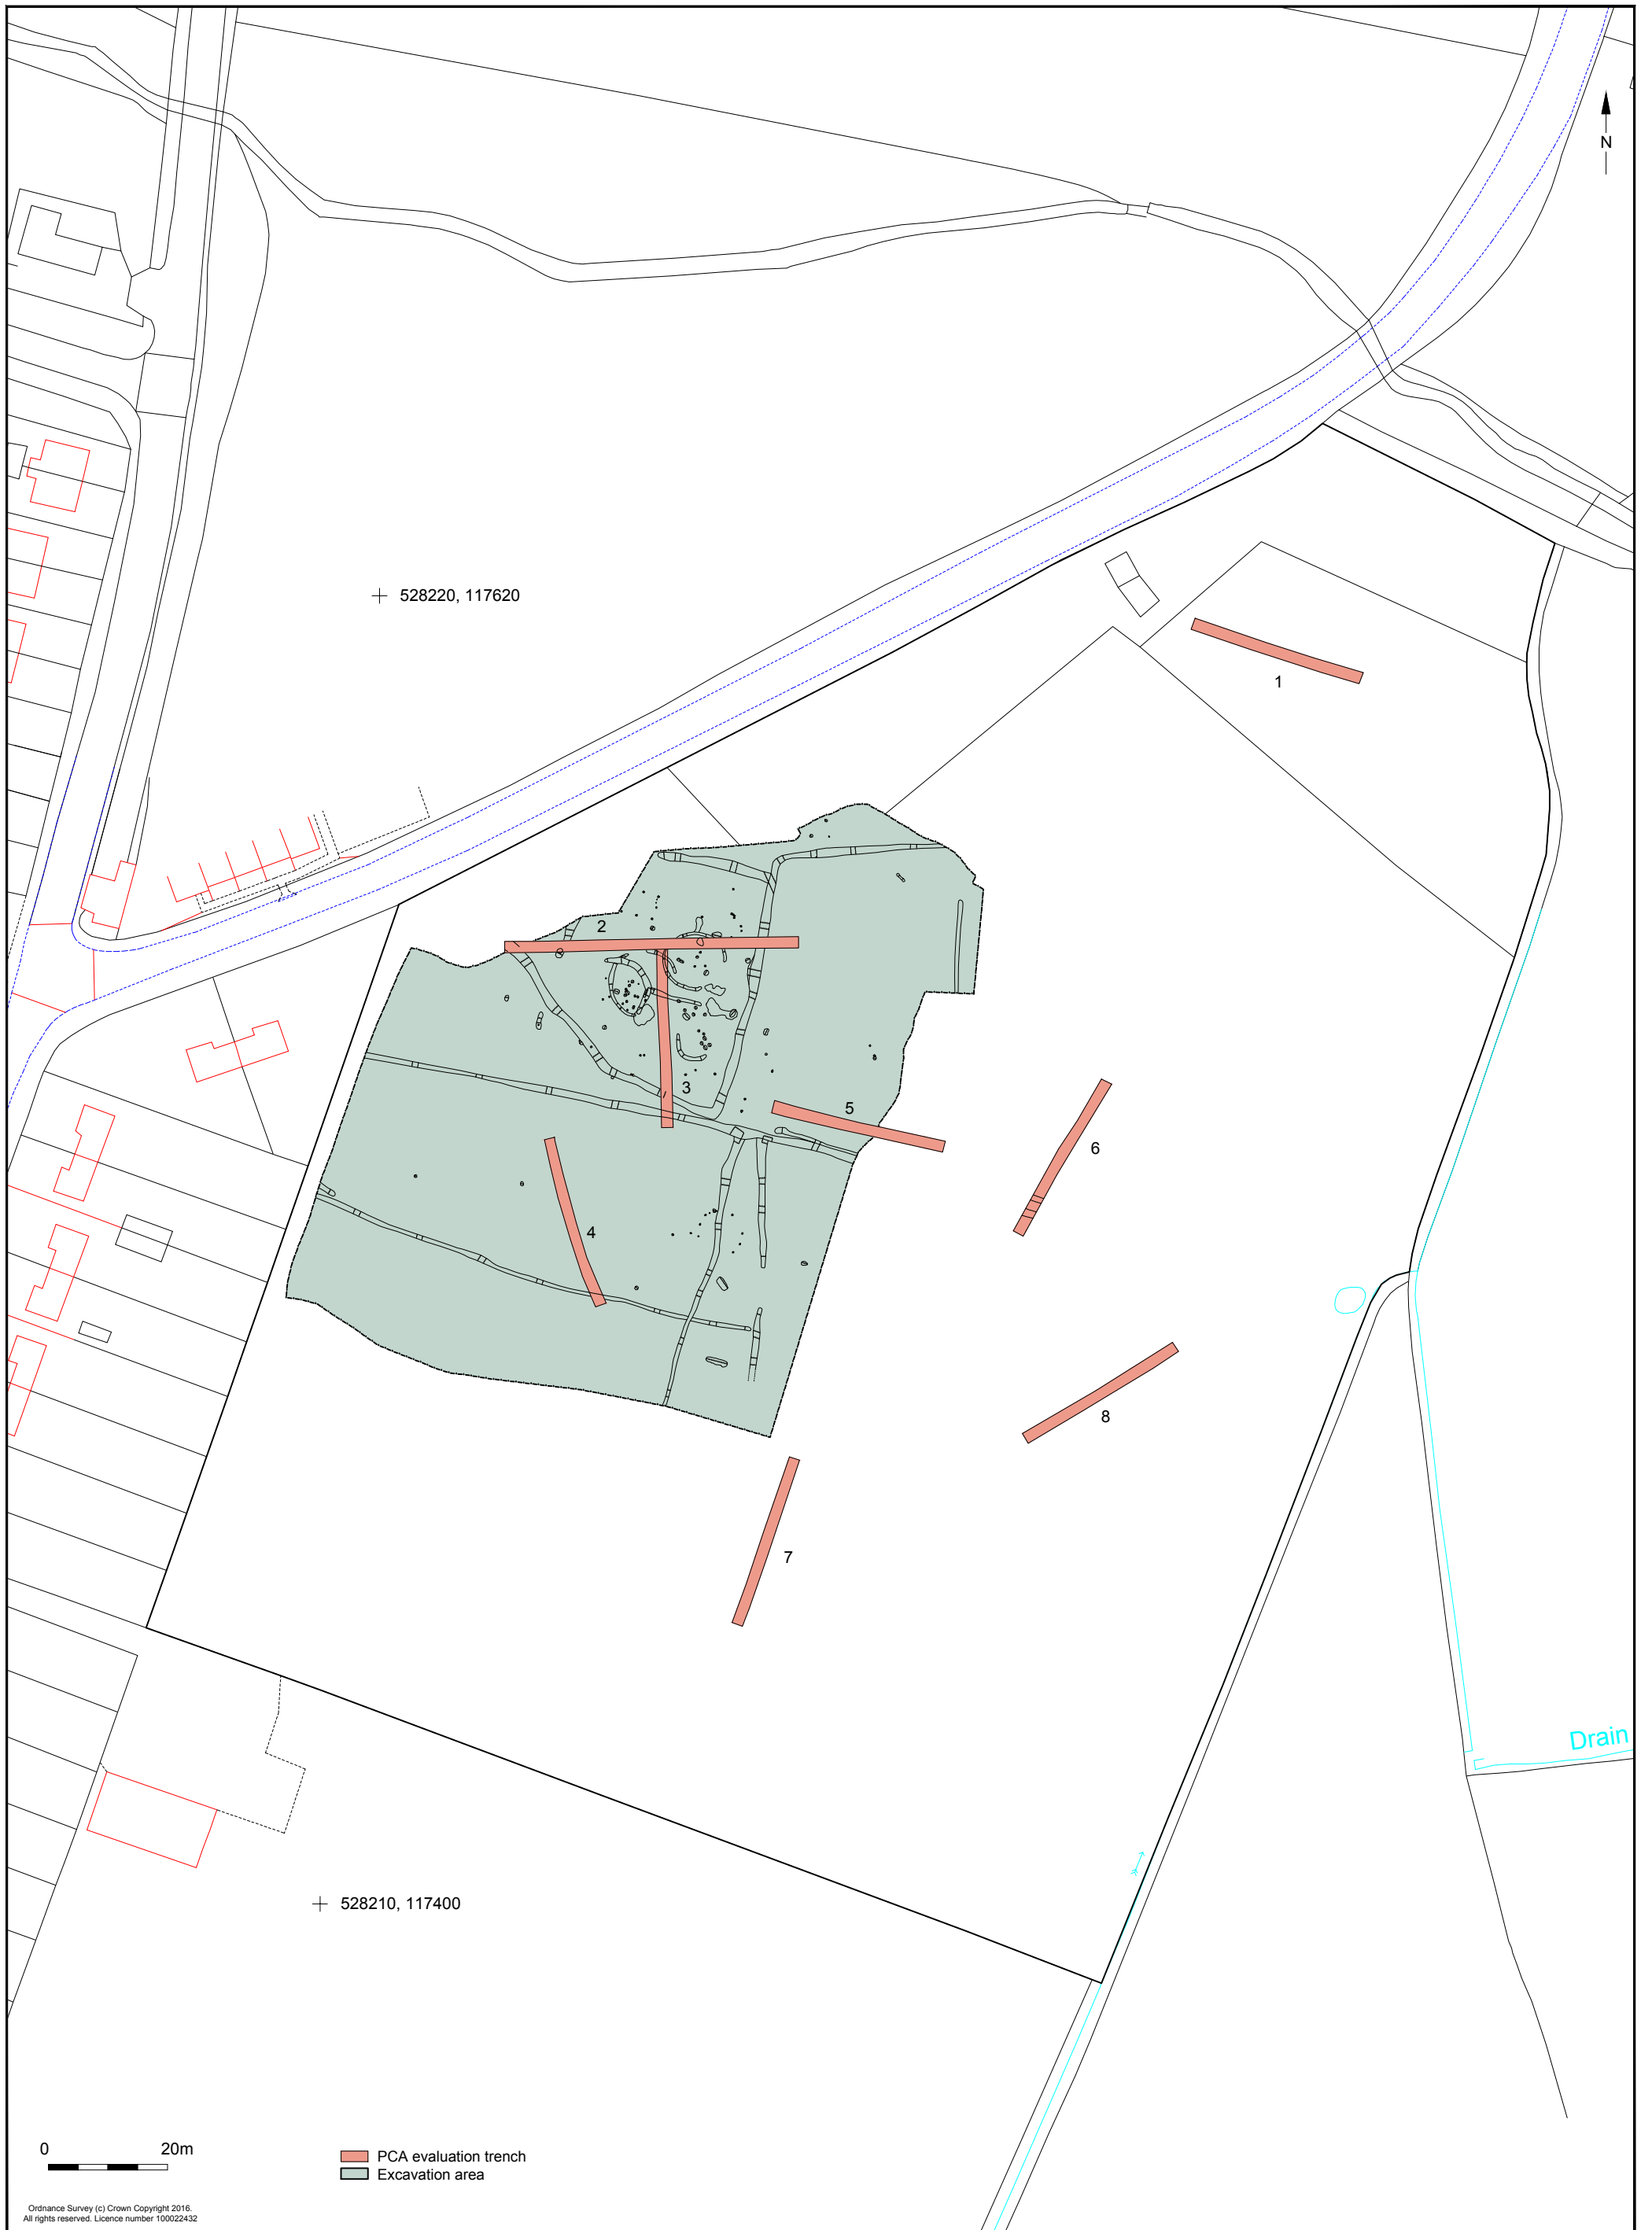 N
528220, 117620
1
2
3
5
6
4
8
7
Drain
528210, 117400
0 20m
PCA evaluation trench
Excavation area
Ordnance Survey (c) Crown Copyright 2016.
All rights reserved. Licence number 100022432